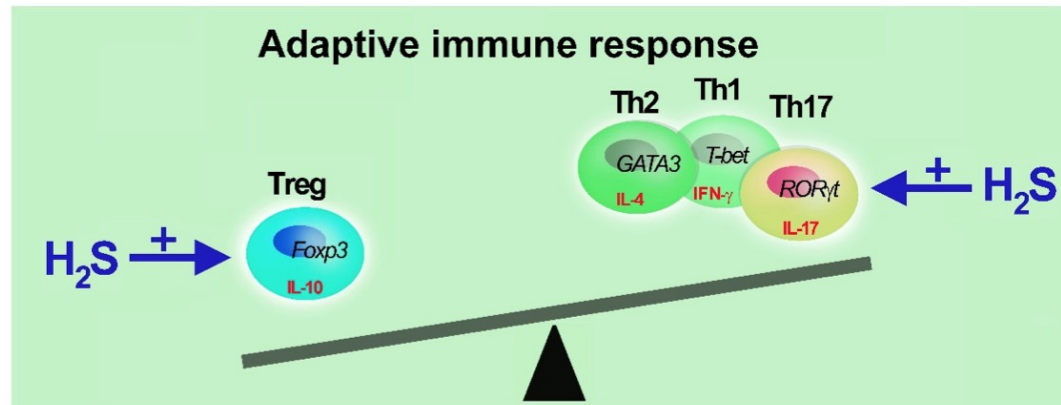 Adaptive immune response
Th2
Th1
Th17
GATA3
T-bet
RORγt
IL-4
IFN-γ
IL-17
+
H₂S
Treg
Foxp3
IL-10
H₂S
+